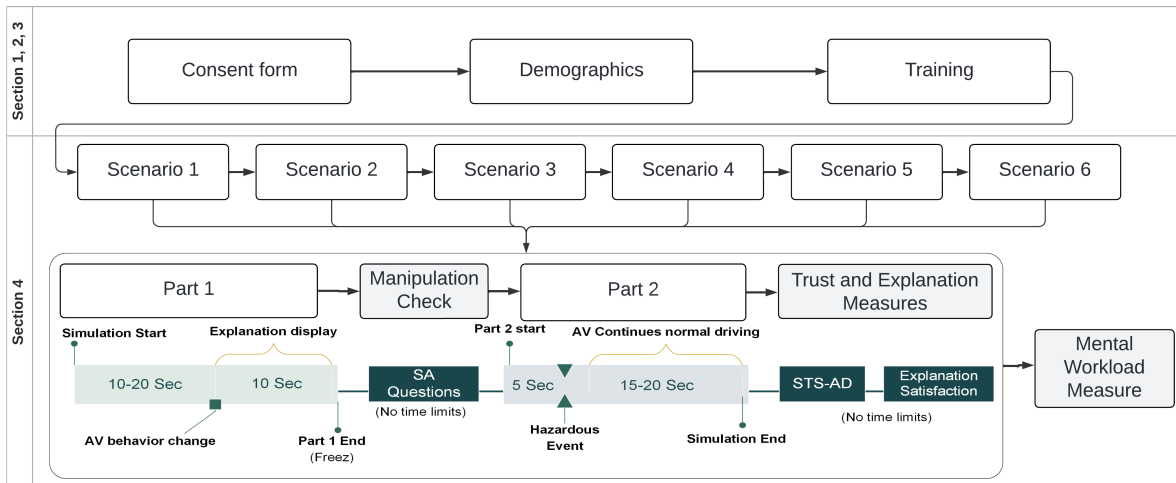 Section 1, 2, 3
Consent form
Demographics
Training
Section 4
Scenario 1
Scenario 2
Scenario 3
Scenario 4
Scenario 5
Scenario 6
Part 1
Manipulation
Check
Part 2
Trust and Explanation
Measures
Simulation Start
Explanation display
Part 2 start
AV Continues normal driving
10-20 Sec
10 Sec
SA
Questions
(No time limits)
5 Sec
15-20 Sec
STS-AD
Explanation
Satisfaction
(No time limits)
AV behavior change
Part 1 End
(Freez)
Hazardous
Event
Simulation End
Mental
Workload
Measure